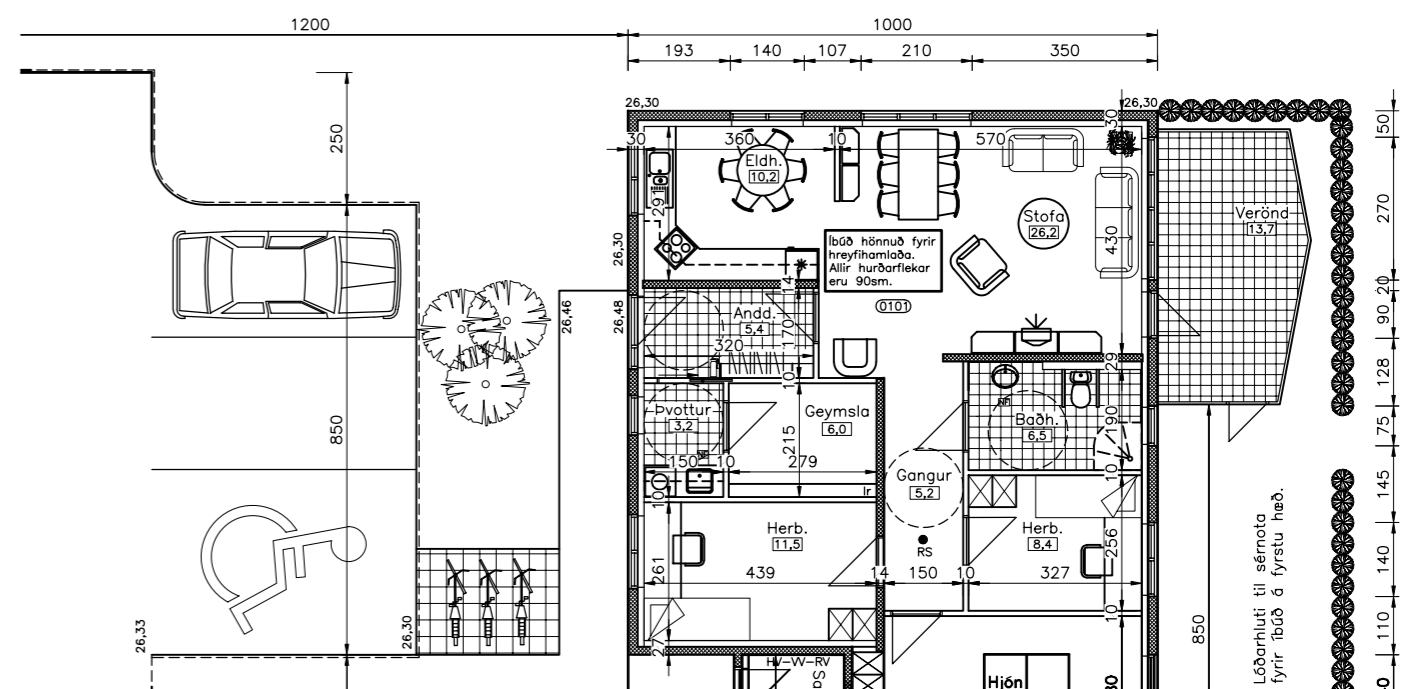 1200
1000
193 140 107 210 350
250
26,30
26,30
30
50
30 360 10 570
Eldh.
10,2
291
Stofa
26,2
430
Verönd
13,7
270
26,30
Íbúð hönnuð fyrir
hreyfihamlaða.
Allir hurðarflekar
eru 90sm.
0101
14
20
26,46
26,48
Andd.
5,4
170
320
90
10
29
128
850
Þvottur
3,2
Geymsla
6,0
215
Baðh.
6,5
190
75
150 10 279
Gangur
5,2
10
145
10
lr
Herb.
11,5
RS
Herb.
8,4
256
261
439 14 150 10 327
140
10
110
26,33
26,30
27
850
Lóðarhluti til sérnota
fyrir íbúð á fyrstu hæð.
HV-W-RV
Hjón